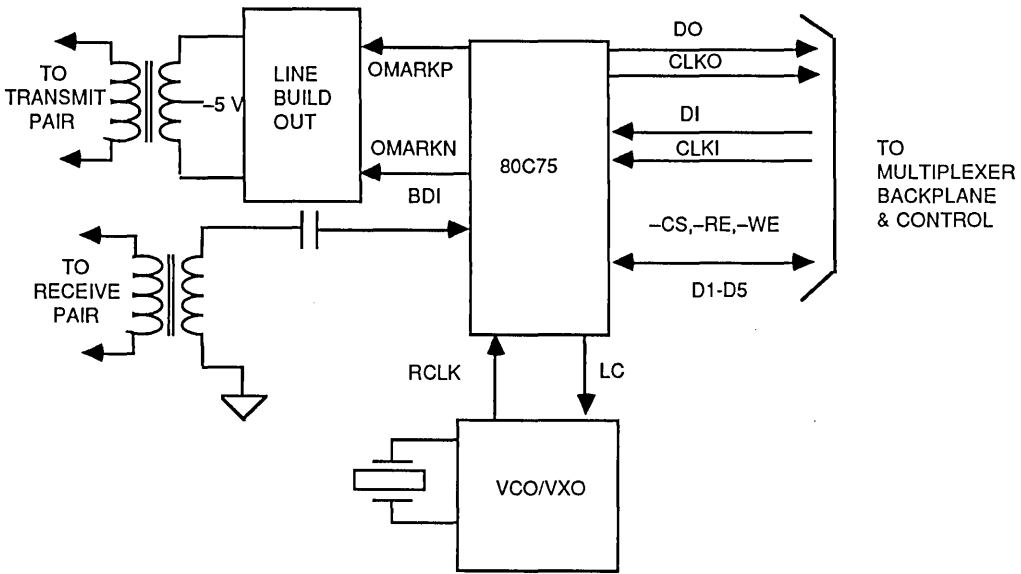 TO
TRANSMIT
PAIR
–5 V
LINE
BUILD
OUT
OMARKP
OMARKN
BDI
80C75
DO
CLKO
DI
CLKI
–CS,–RE,–WE
D1-D5
TO
MULTIPLEXER
BACKPLANE
& CONTROL
TO
RECEIVE
PAIR
RCLK
LC
VCO/VXO